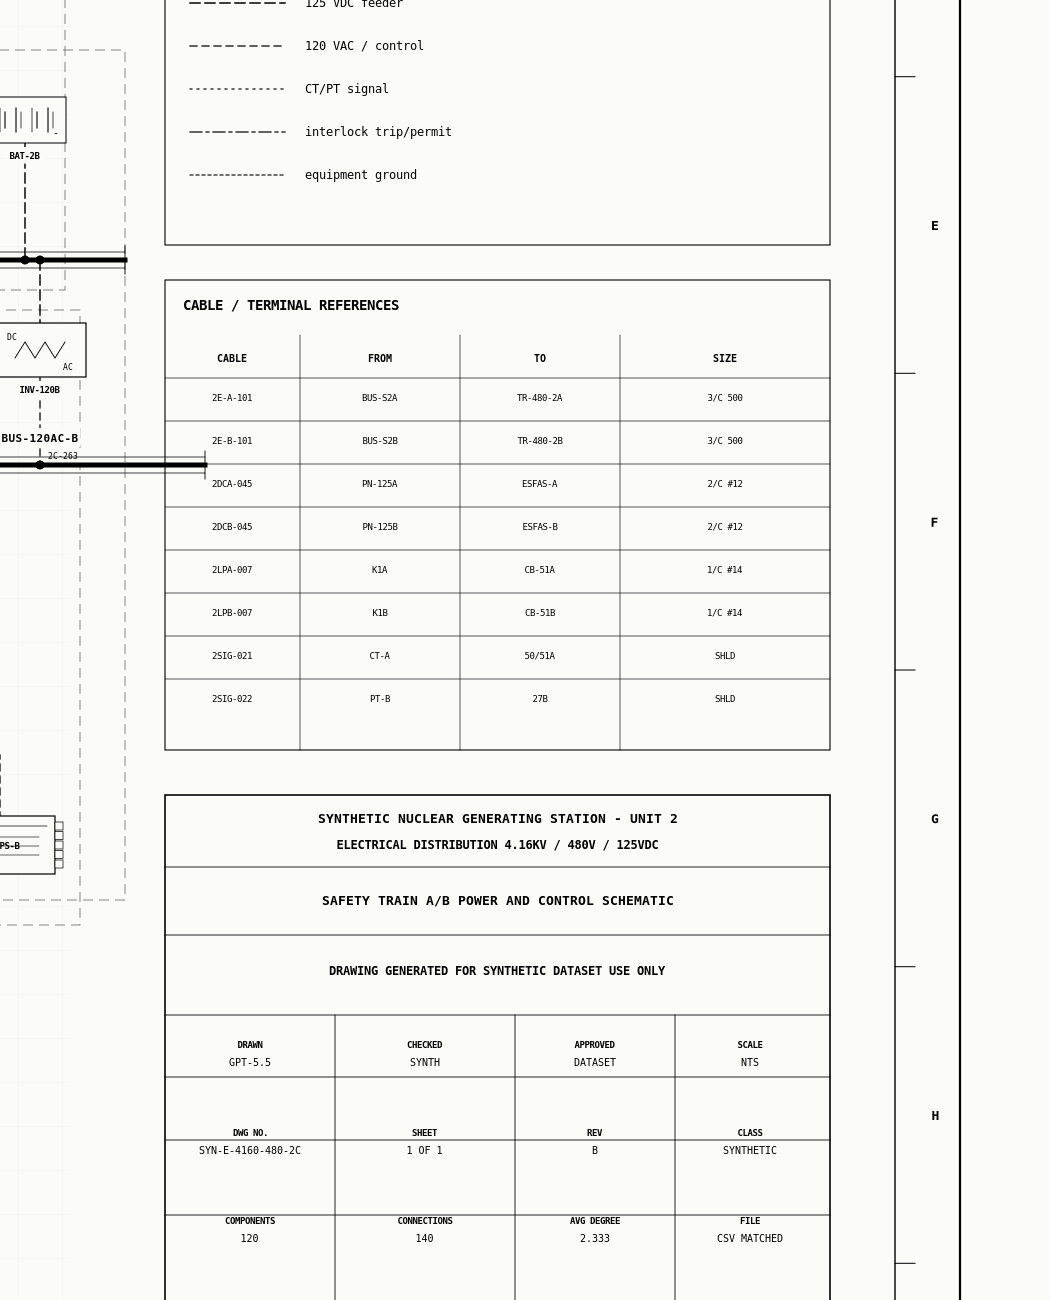 125 VDC feeder
120 VAC / control
CT/PT signal
interlock trip/permit
equipment ground
-
BAT-2B
DC
AC
INV-120B
BUS-120AC-B
2C-263
PS-B
CABLE / TERMINAL REFERENCES
CABLE FROM TO SIZE
2E-A-101 BUS-S2A TR-480-2A 3/C 500
2E-B-101 BUS-S2B TR-480-2B 3/C 500
2DCA-045 PN-125A ESFAS-A 2/C #12
2DCB-045 PN-125B ESFAS-B 2/C #12
2LPA-007 K1A CB-51A 1/C #14
2LPB-007 K1B CB-51B 1/C #14
2SIG-021 CT-A 50/51A SHLD
2SIG-022 PT-B 27B SHLD
SYNTHETIC NUCLEAR GENERATING STATION - UNIT 2
ELECTRICAL DISTRIBUTION 4.16KV / 480V / 125VDC
SAFETY TRAIN A/B POWER AND CONTROL SCHEMATIC
DRAWING GENERATED FOR SYNTHETIC DATASET USE ONLY
DRAWN CHECKED APPROVED SCALE
GPT-5.5 SYNTH DATASET NTS
DWG NO. SHEET REV CLASS
SYN-E-4160-480-2C 1 OF 1 B SYNTHETIC
COMPONENTS CONNECTIONS AVG DEGREE FILE
120 140 2.333 CSV MATCHED
E
F
G
H